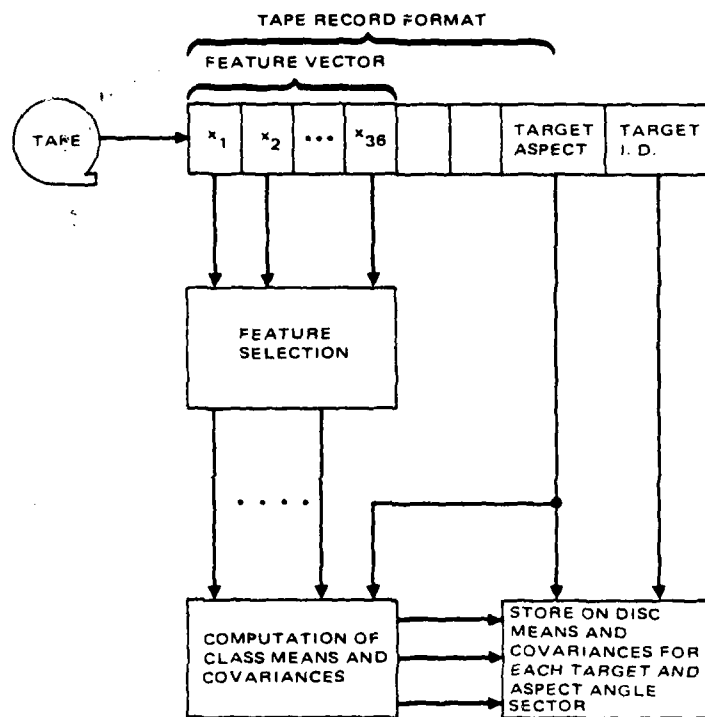 TAPE RECORD FORMAT
FEATURE VECTOR
TAPE
x1
x2
•••
x36
TARGET ASPECT
TARGET I. D.
FEATURE
SELECTION
• • • •
COMPUTATION OF
CLASS MEANS AND
COVARIANCES
STORE ON DISC
MEANS AND
COVARIANCES FOR
EACH TARGET AND
ASPECT ANGLE
SECTOR